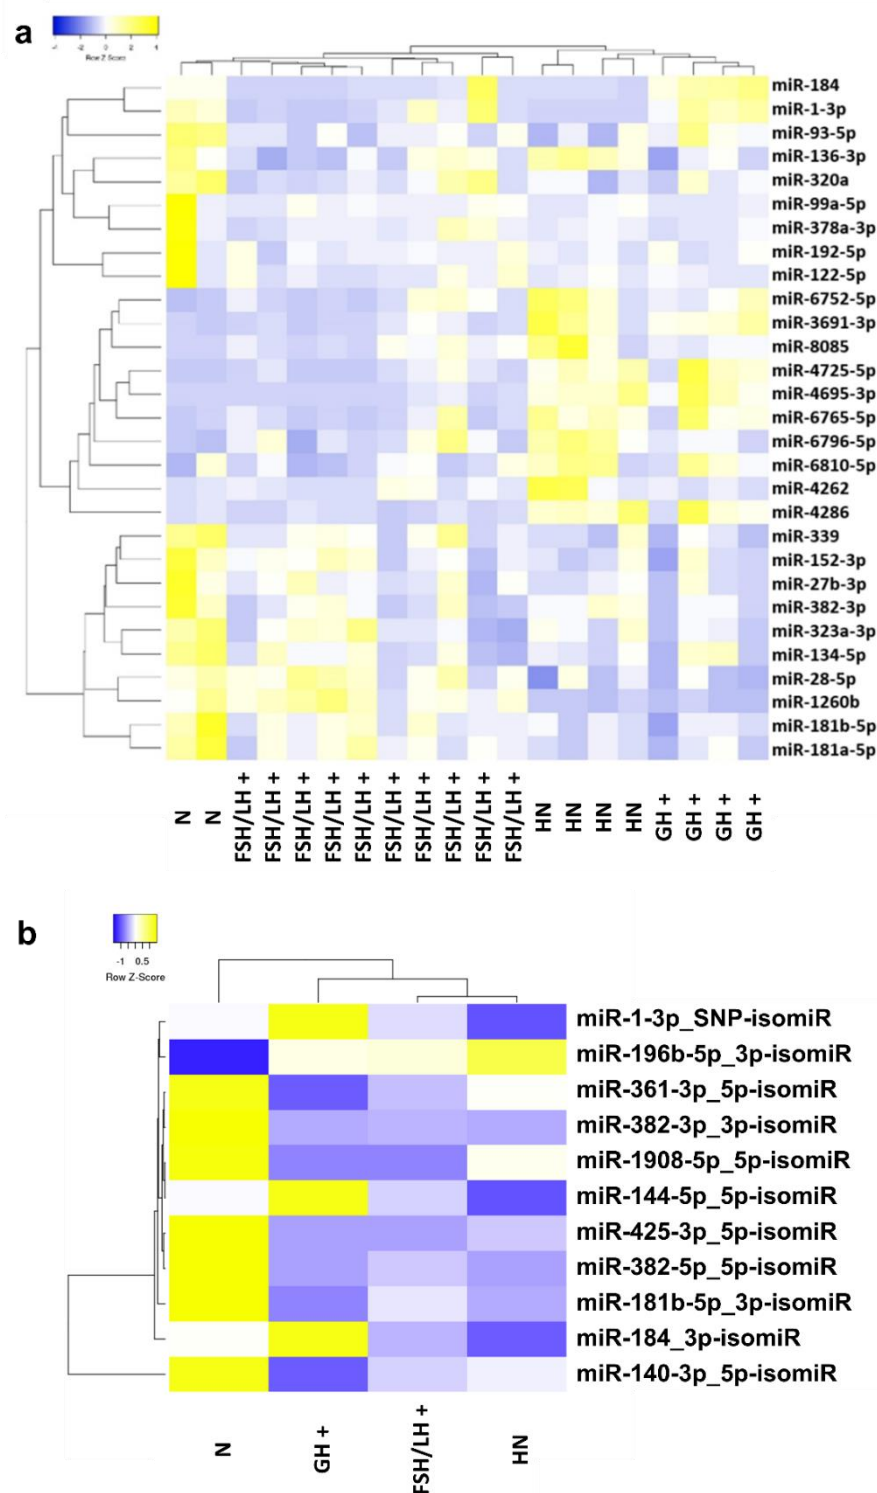 a
Row Z Score
0 2 4
miR-184
miR-1-3p
miR-93-5p
miR-136-3p
miR-320a
miR-99a-5p
miR-378a-3p
miR-192-5p
miR-122-5p
miR-6752-5p
miR-3691-3p
miR-8085
miR-4725-5p
miR-4695-3p
miR-6765-5p
miR-6796-5p
miR-6810-5p
miR-4262
miR-4286
miR-339
miR-152-3p
miR-27b-3p
miR-382-3p
miR-323a-3p
miR-134-5p
miR-28-5p
miR-1260b
miR-181b-5p
miR-181a-5p
N
N
FSH/LH +
FSH/LH +
FSH/LH +
FSH/LH +
FSH/LH +
FSH/LH +
FSH/LH +
FSH/LH +
FSH/LH +
FSH/LH +
HN
HN
HN
HN
GH +
GH +
GH +
GH +
b
-1 0.5
Row Z-Score
miR-1-3p_SNP-isomiR
miR-196b-5p_3p-isomiR
miR-361-3p_5p-isomiR
miR-382-3p_3p-isomiR
miR-1908-5p_5p-isomiR
miR-144-5p_5p-isomiR
miR-425-3p_5p-isomiR
miR-382-5p_5p-isomiR
miR-181b-5p_3p-isomiR
miR-184_3p-isomiR
miR-140-3p_5p-isomiR
N
GH +
FSH/LH +
HN